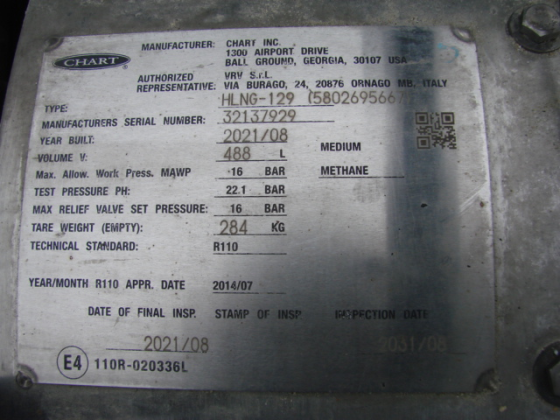 CHART
MANUFACTURER: CHART INC.
1300 AIRPORT DRIVE
BALL GROUND, GEORGIA, 30107 USA
AUTHORIZED REPRESENTATIVE: VRV S.r.L.
VIA BURAGO, 24, 20876 ORNAGO MB, ITALY
TYPE: HLNG-129
MANUFACTURERS SERIAL NUMBER: 32137929
YEAR BUILT: 2021/08
VOLUME V: 488 L MEDIUM
Max. Allow. Work Press. MAWP -16 BAR METHANE
TEST PRESSURE PH: 22.1 BAR
MAX RELIEF VALVE SET PRESSURE: 16 BAR
TARE WEIGHT (EMPTY): 284 KG
TECHNICAL STANDARD: R110
YEAR/MONTH R110 APPR. DATE 2014/07
DATE OF FINAL INSP. STAMP OF INSP INSPECTION DATE
2021/08 2031/08
E4 110R-020336L